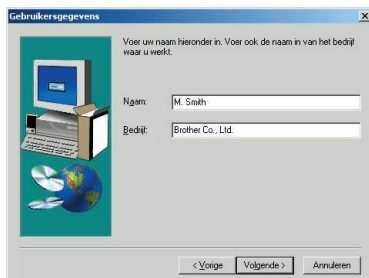 Gebruikersgegevens
Voer uw naam hieronder in. Voer ook de naam in van het bedrijf
waar u werkt.
Naam: M. Smith
Bedrijf: Brother Co., Ltd.
< Vorige Volgende > Annuleren